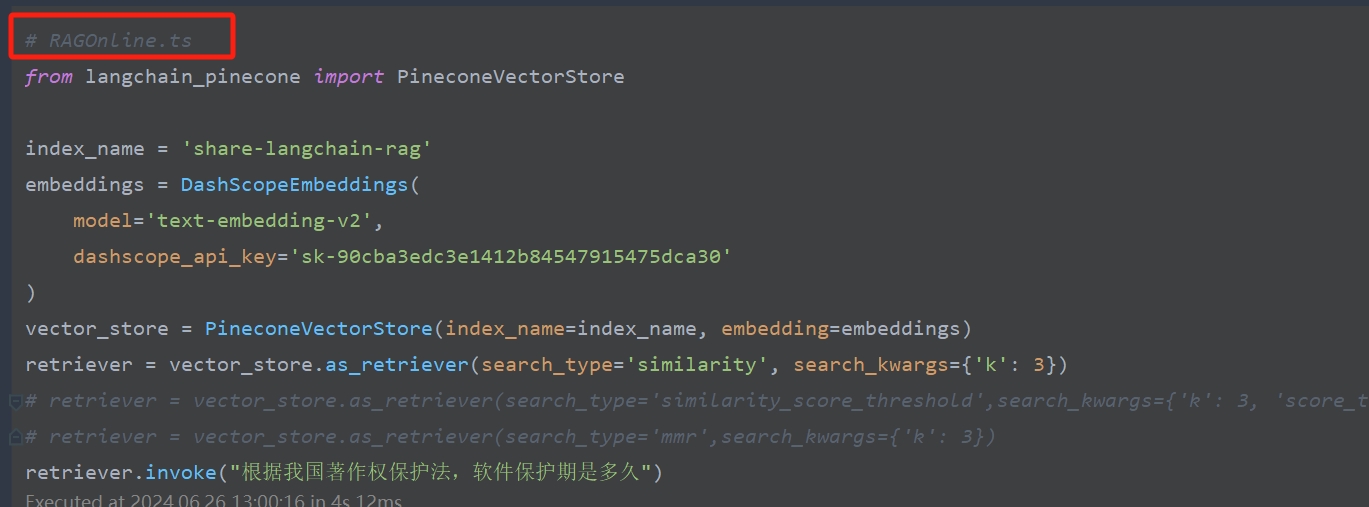 # RAGOnline.ts
from langchain_pinecone import PineconeVectorStore
index_name = 'share-langchain-rag'
embeddings = DashScopeEmbeddings(
    model='text-embedding-v2',
    dashscope_api_key='sk-90cba3edc3e1412b84547915475dca30'
)
vector_store = PineconeVectorStore(index_name=index_name, embedding=embeddings)
retriever = vector_store.as_retriever(search_type='similarity', search_kwargs={'k': 3})
# retriever = vector_store.as_retriever(search_type='similarity_score_threshold',search_kwargs={'k': 3, 'score_t
# retriever = vector_store.as_retriever(search_type='mmr',search_kwargs={'k': 3})
retriever.invoke("根据我国著作权保护法，软件保护期是多久")
Executed at 2024.06.26 13:00:16 in 4s 12ms